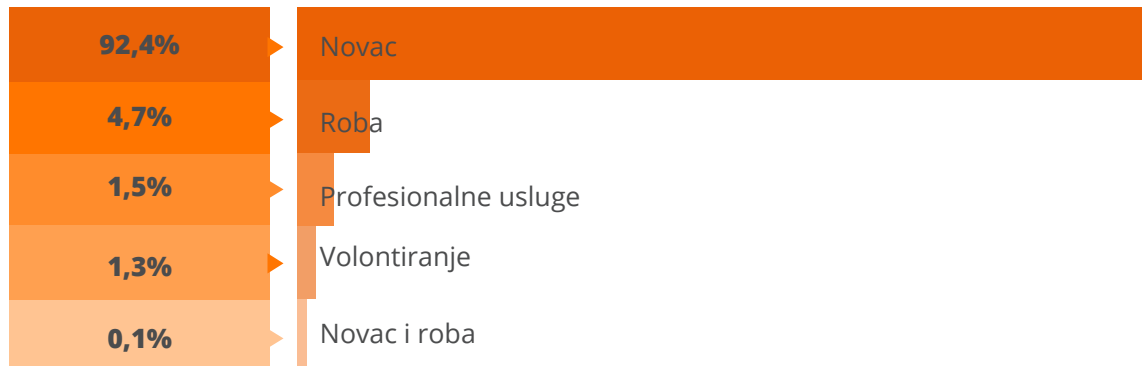 92,4% Novac
4,7% Roba
1,5% Profesionalne usluge
1,3% Volontiranje
0,1% Novac i roba